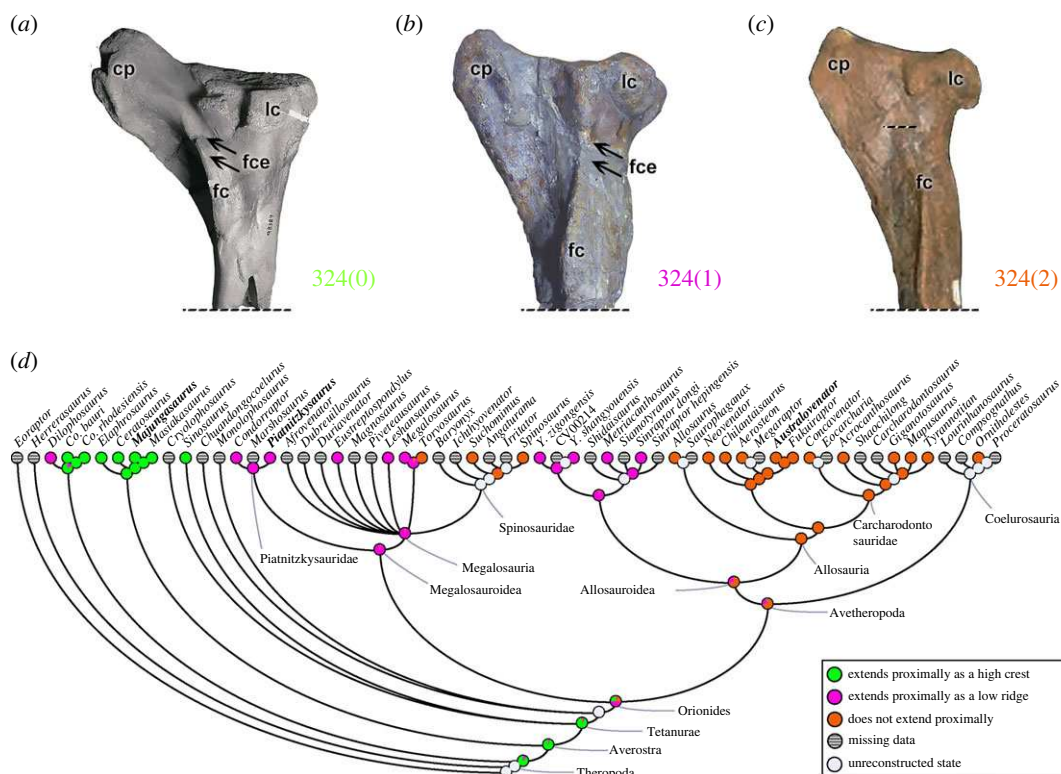 (a)
(b)
(c)
cp
lc
fce
fc
324(0)
cp
lc
fce
fc
324(1)
cp
lc
fc
324(2)
(d)
Eoraptor
Herrerasaurus
Dilophosaurus
Co. bauri
Co. rhodesiensis
Elaphrosaurus
Ceratosaurus
Majungasaurus
Masiakasaurus
Cryolophosaurus
Sinosaurus
Chuandongocoelurus
Monolophosaurus
Condorraptor
Marshosaurus
Piatnitzkysaurus
Afrovenator
Dubreuillosaurus
Duriavenator
Eustreptospondylus
Magnosaurus
Piveteausaurus
Leshansaurus
Megalosaurus
Torvosaurus
Baryonyx
Ichthyovenator
Suchomimus
Angaturama
Irritator
Spinosaurus
Y. zigongensis
CV00214
Y. Shangyouensis
Shidaisaurus
Metriacanthosaurus
Sinotyrannus
Siamotyrannus
Sinraptor dongi
Sinraptor hepingensis
Allosaurus
Saurophaganax
Neovenator
Chilantaisaurus
Aerosteon
Megaraptor
Australovenator
Fukuiraptor
Concavenator
Eocarcharia
Acrocanthosaurus
Shaochilong
Carcharodontosaurus
Giganotosaurus
Mapusaurus
Tyrannotitan
Lourinhanosaurus
Compsognathus
Ornitholestes
Proceratosaurus
Spinosauridae
Coelurosauria
Carcharodonto
sauridae
Piatnitzkysauridae
Megalosauria
Allosauria
Megalosauroidea
Allosauroidea
Avetheropoda
Orionides
Tetanurae
Averostra
Theropoda
extends proximally as a high crest
extends proximally as a low ridge
does not extend proximally
missing data
unreconstructed state